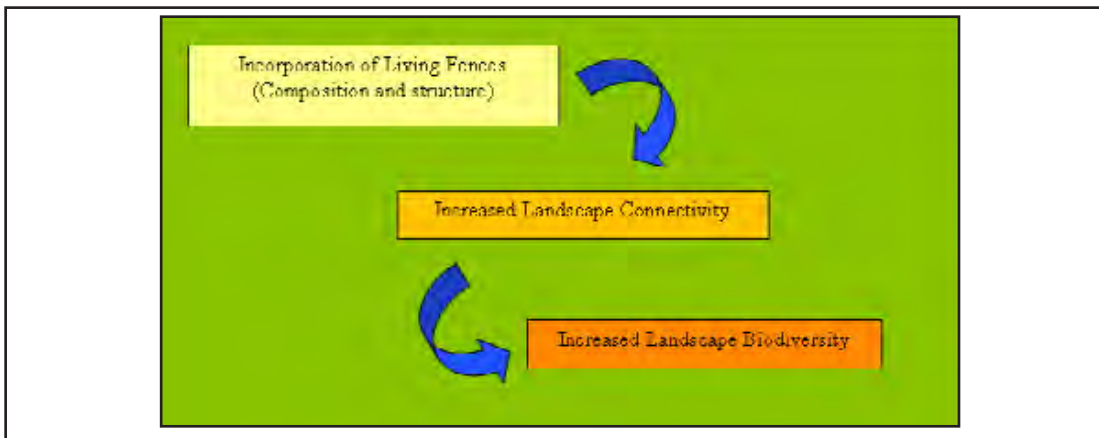 Incorporation of Living Fences
(Composition and structure)
Increased Landscape Connectivity
Increased Landscape Biodiversity